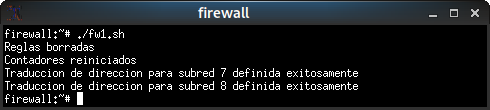 firewall
firewall:~# ./fw1.sh
Reglas borradas
Contadores reiniciados
Traduccion de direccion para subred 7 definida exitosamente
Traduccion de direccion para subred 8 definida exitosamente
firewall:~#